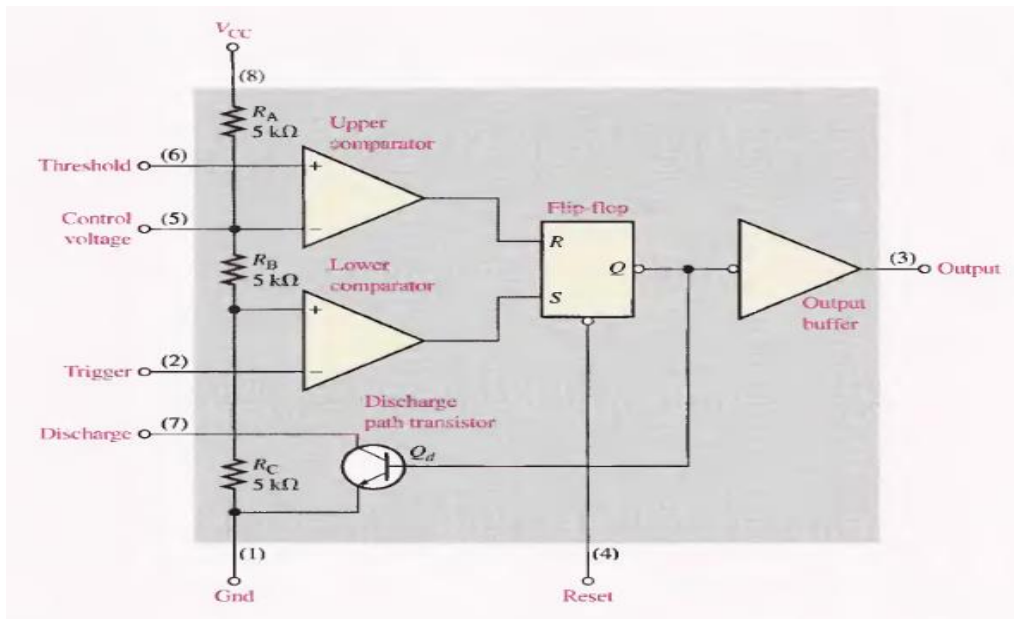 V_CC
(8)
R_A
5 kΩ
Upper
comparator
Threshold (6)
+
Control
voltage
(5)
−
Flip-flop
R_B
5 kΩ
Lower
comparator
R
Q
S
(3) Output
+
Output
buffer
Trigger (2)
−
Discharge
path transistor
Discharge (7)
Q_d
R_C
5 kΩ
(1)
(4)
Gnd
Reset